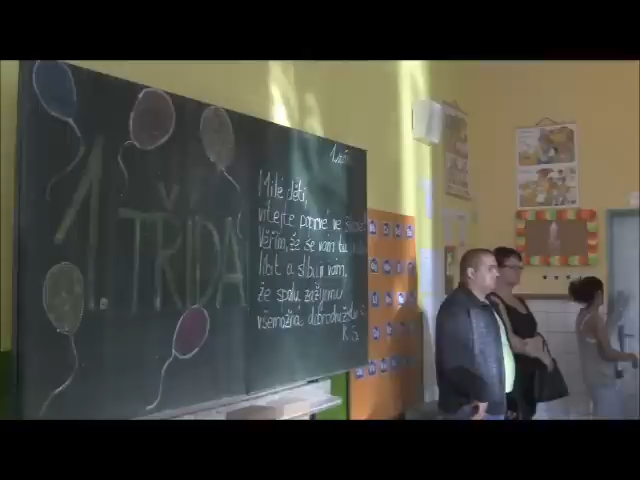 1. TŘÍDA
Milé děti,
vítejte poprvé ve
Věřím, že se vám tu
líbit a slibuji vám,
že spolu zažijeme
všemožná dobrodružství
K. S.